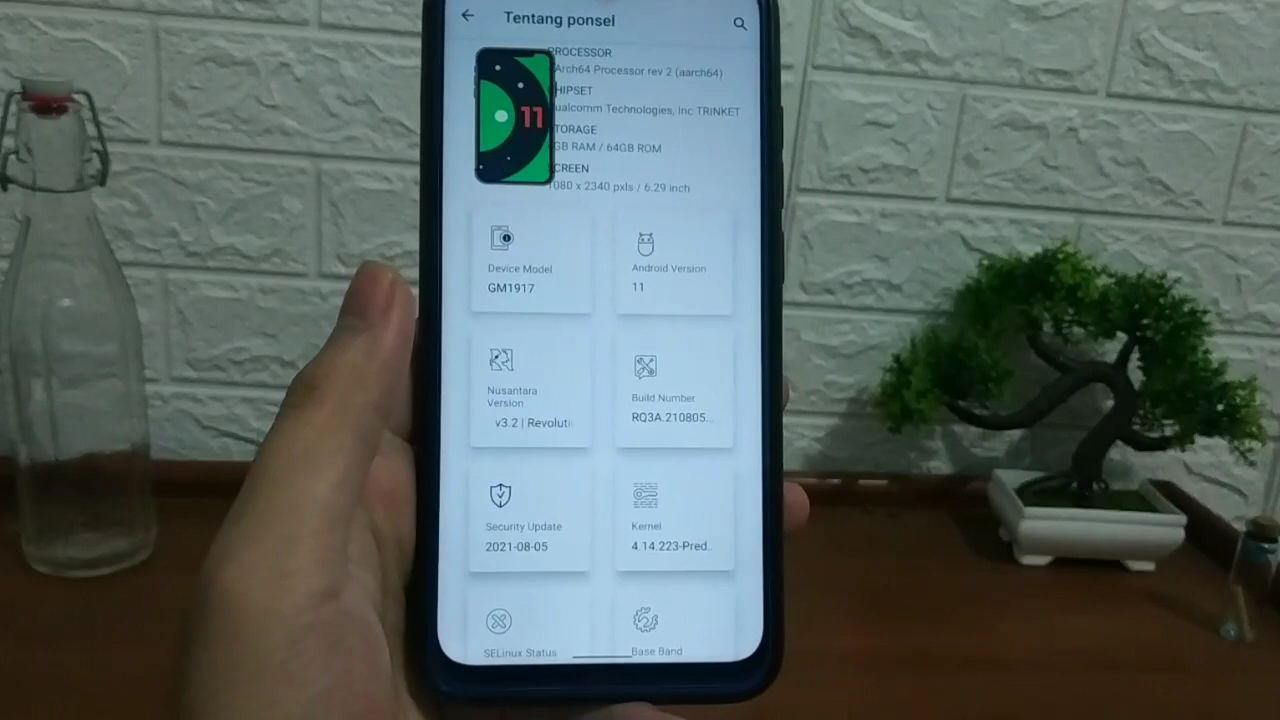 Tentang ponsel
PROCESSOR
AArch64 Processor rev 2 (aarch64)
HIPSET
ualcomm Technologies, Inc TRINKET
TORAGE
GB RAM / 64GB ROM
CREEN
1080 x 2340 pxls / 6.29 inch
11
Device Model
GM1917
Android Version
11
Nusantara
Version
v3.2 | Revoluti
Build Number
RQ3A.210805...
Security Update
2021-08-05
Kernel
4.14.223-Pred..
SELinux Status
Base Band